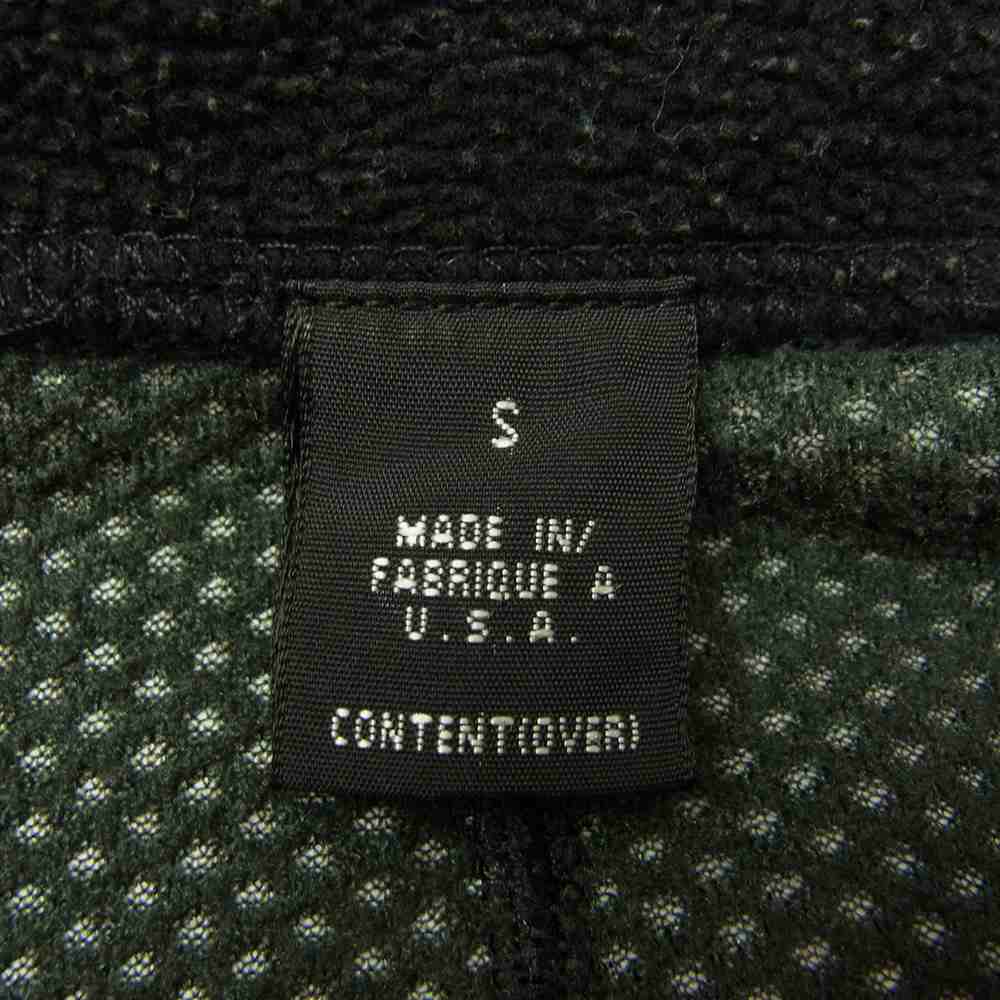 S
MADE IN/
FABRIQUE A
U.S.A.
CONTENT(OVER)